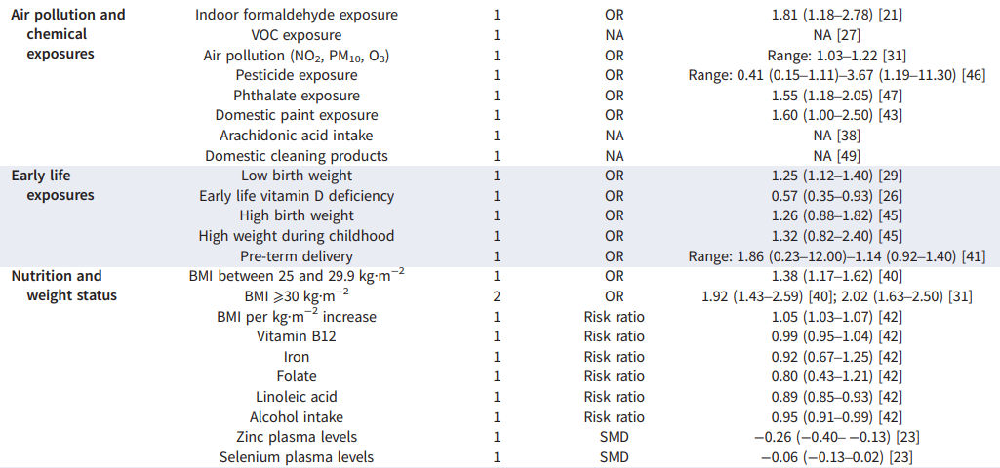 Air pollution and Indoor formaldehyde exposure 1 OR 1.81 (1.18–2.78) [21]
chemical VOC exposure 1 NA NA [27]
exposures Air pollution (NO₂, PM₁₀, O₃) 1 OR Range: 1.03–1.22 [31]
Pesticide exposure 1 OR Range: 0.41 (0.15–1.11)–3.67 (1.19–11.30) [46]
Phthalate exposure 1 OR 1.55 (1.18–2.05) [47]
Domestic paint exposure 1 OR 1.60 (1.00–2.50) [43]
Arachidonic acid intake 1 NA NA [38]
Domestic cleaning products 1 NA NA [49]
Early life Low birth weight 1 OR 1.25 (1.12–1.40) [29]
exposures Early life vitamin D deficiency 1 OR 0.57 (0.35–0.93) [26]
High birth weight 1 OR 1.26 (0.88–1.82) [45]
High weight during childhood 1 OR 1.32 (0.82–2.40) [45]
Pre-term delivery 1 OR Range: 1.86 (0.23–12.00)–1.14 (0.92–1.40) [41]
Nutrition and BMI between 25 and 29.9 kg·m⁻² 1 OR 1.38 (1.17–1.62) [40]
weight status BMI ⩾30 kg·m⁻² 2 OR 1.92 (1.43–2.59) [40]; 2.02 (1.63–2.50) [31]
BMI per kg·m⁻² increase 1 Risk ratio 1.05 (1.03–1.07) [42]
Vitamin B12 1 Risk ratio 0.99 (0.95–1.04) [42]
Iron 1 Risk ratio 0.92 (0.67–1.25) [42]
Folate 1 Risk ratio 0.80 (0.43–1.21) [42]
Linoleic acid 1 Risk ratio 0.89 (0.85–0.93) [42]
Alcohol intake 1 Risk ratio 0.95 (0.91–0.99) [42]
Zinc plasma levels 1 SMD −0.26 (−0.40– −0.13) [23]
Selenium plasma levels 1 SMD −0.06 (−0.13–0.02) [23]